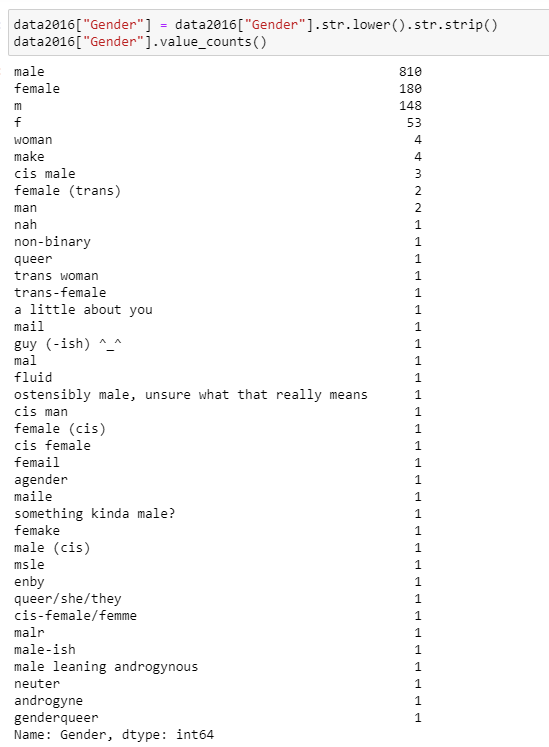 data2016["Gender"] = data2016["Gender"].str.lower().str.strip()
data2016["Gender"].value_counts()
male 810
female 180
m 148
f 53
woman 4
make 4
cis male 3
female (trans) 2
man 2
nah 1
non-binary 1
queer 1
trans woman 1
trans-female 1
a little about you 1
mail 1
guy (-ish) ^_^ 1
mal 1
fluid 1
ostensibly male, unsure what that really means 1
cis man 1
female (cis) 1
cis female 1
femail 1
agender 1
maile 1
something kinda male? 1
femake 1
male (cis) 1
msle 1
enby 1
queer/she/they 1
cis-female/femme 1
malr 1
male-ish 1
male leaning androgynous 1
neuter 1
androgyne 1
genderqueer 1
Name: Gender, dtype: int64